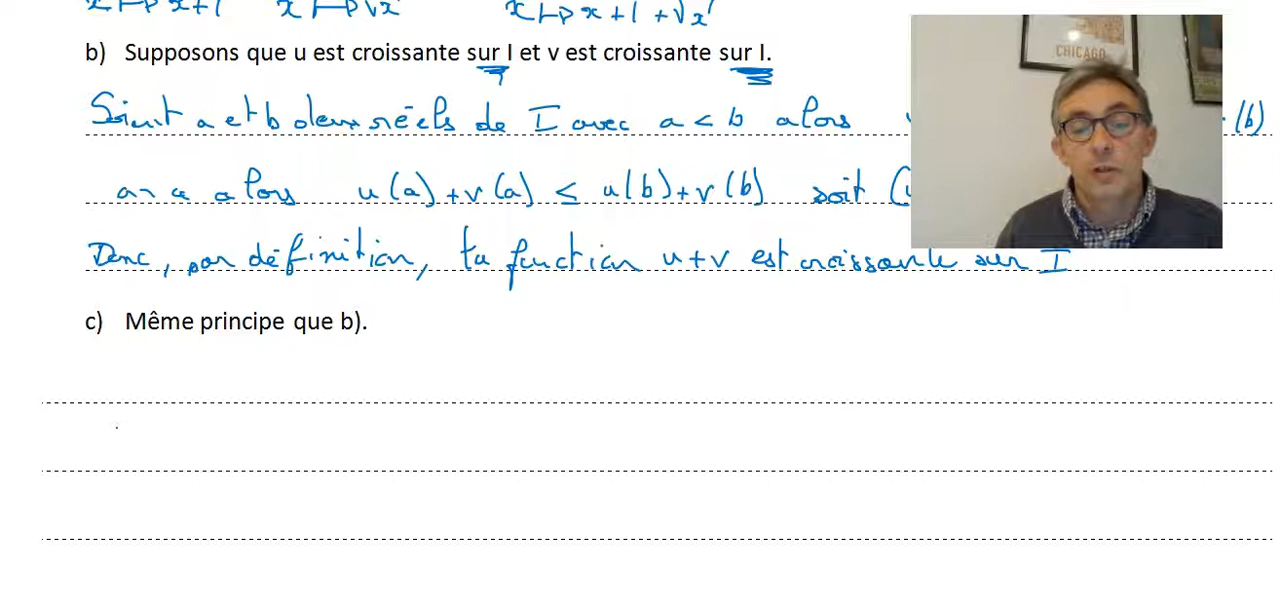 x ↦ x+1 x ↦ √x x ↦ x+1+√x
b) Supposons que u est croissante sur I et v est croissante sur I.
Soient a et b deux réels de I avec a < b alors (b)
on a alors u(a)+v(a) ≤ u(b)+v(b) soit (
Donc, par définition, la fonction u+v est croissante sur I
c) Même principe que b).
CHICAGO